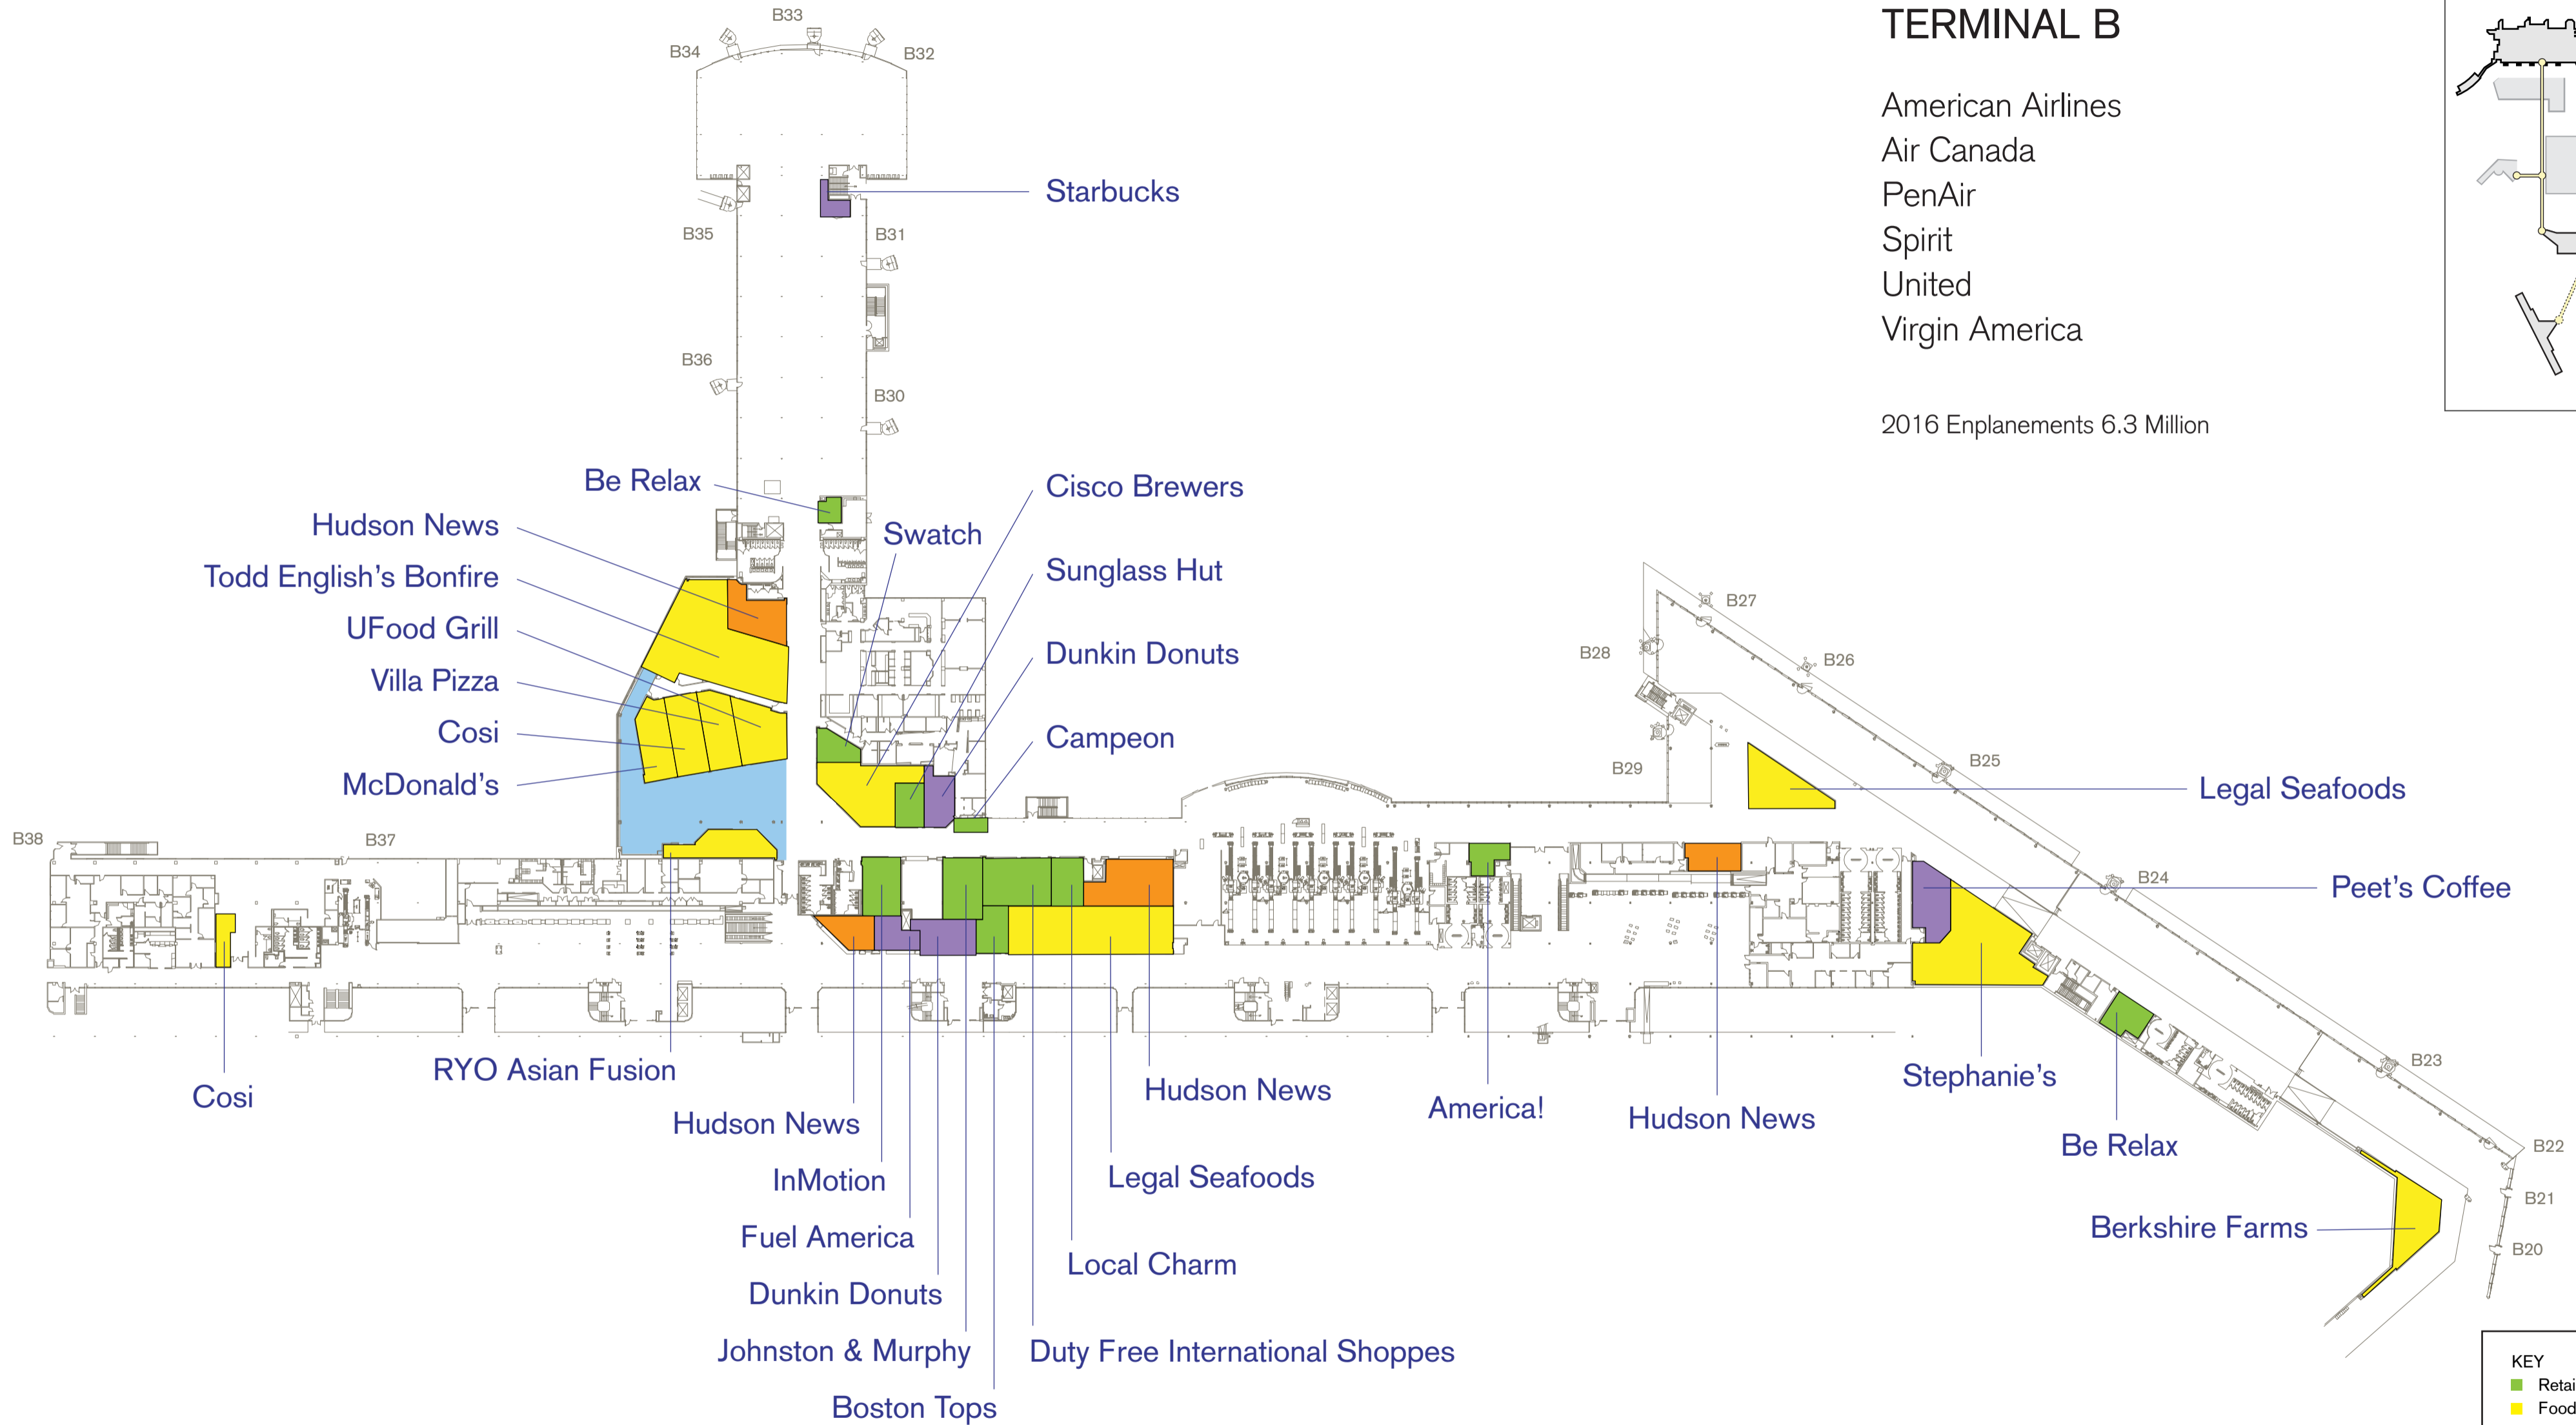 TERMINAL B
American Airlines
Air Canada
PenAir
Spirit
United
Virgin America
2016 Enplanements 6.3 Million
B33
B34
B32
Starbucks
B35
B31
B36
B30
Be Relax
Cisco Brewers
Hudson News
Swatch
Todd English's Bonfire
Sunglass Hut
UFood Grill
Dunkin Donuts
Villa Pizza
Cosi
Campeon
McDonald's
B27
B28
B26
B29
B25
Legal Seafoods
B38
B37
B24
Peet's Coffee
Cosi
RYO Asian Fusion
Hudson News
InMotion
Fuel America
Dunkin Donuts
Johnston & Murphy
Boston Tops
Duty Free International Shoppes
Local Charm
Legal Seafoods
Hudson News
America!
Hudson News
Stephanie's
B23
Be Relax
B22
B21
Berkshire Farms
B20
KEY
Retai
Food